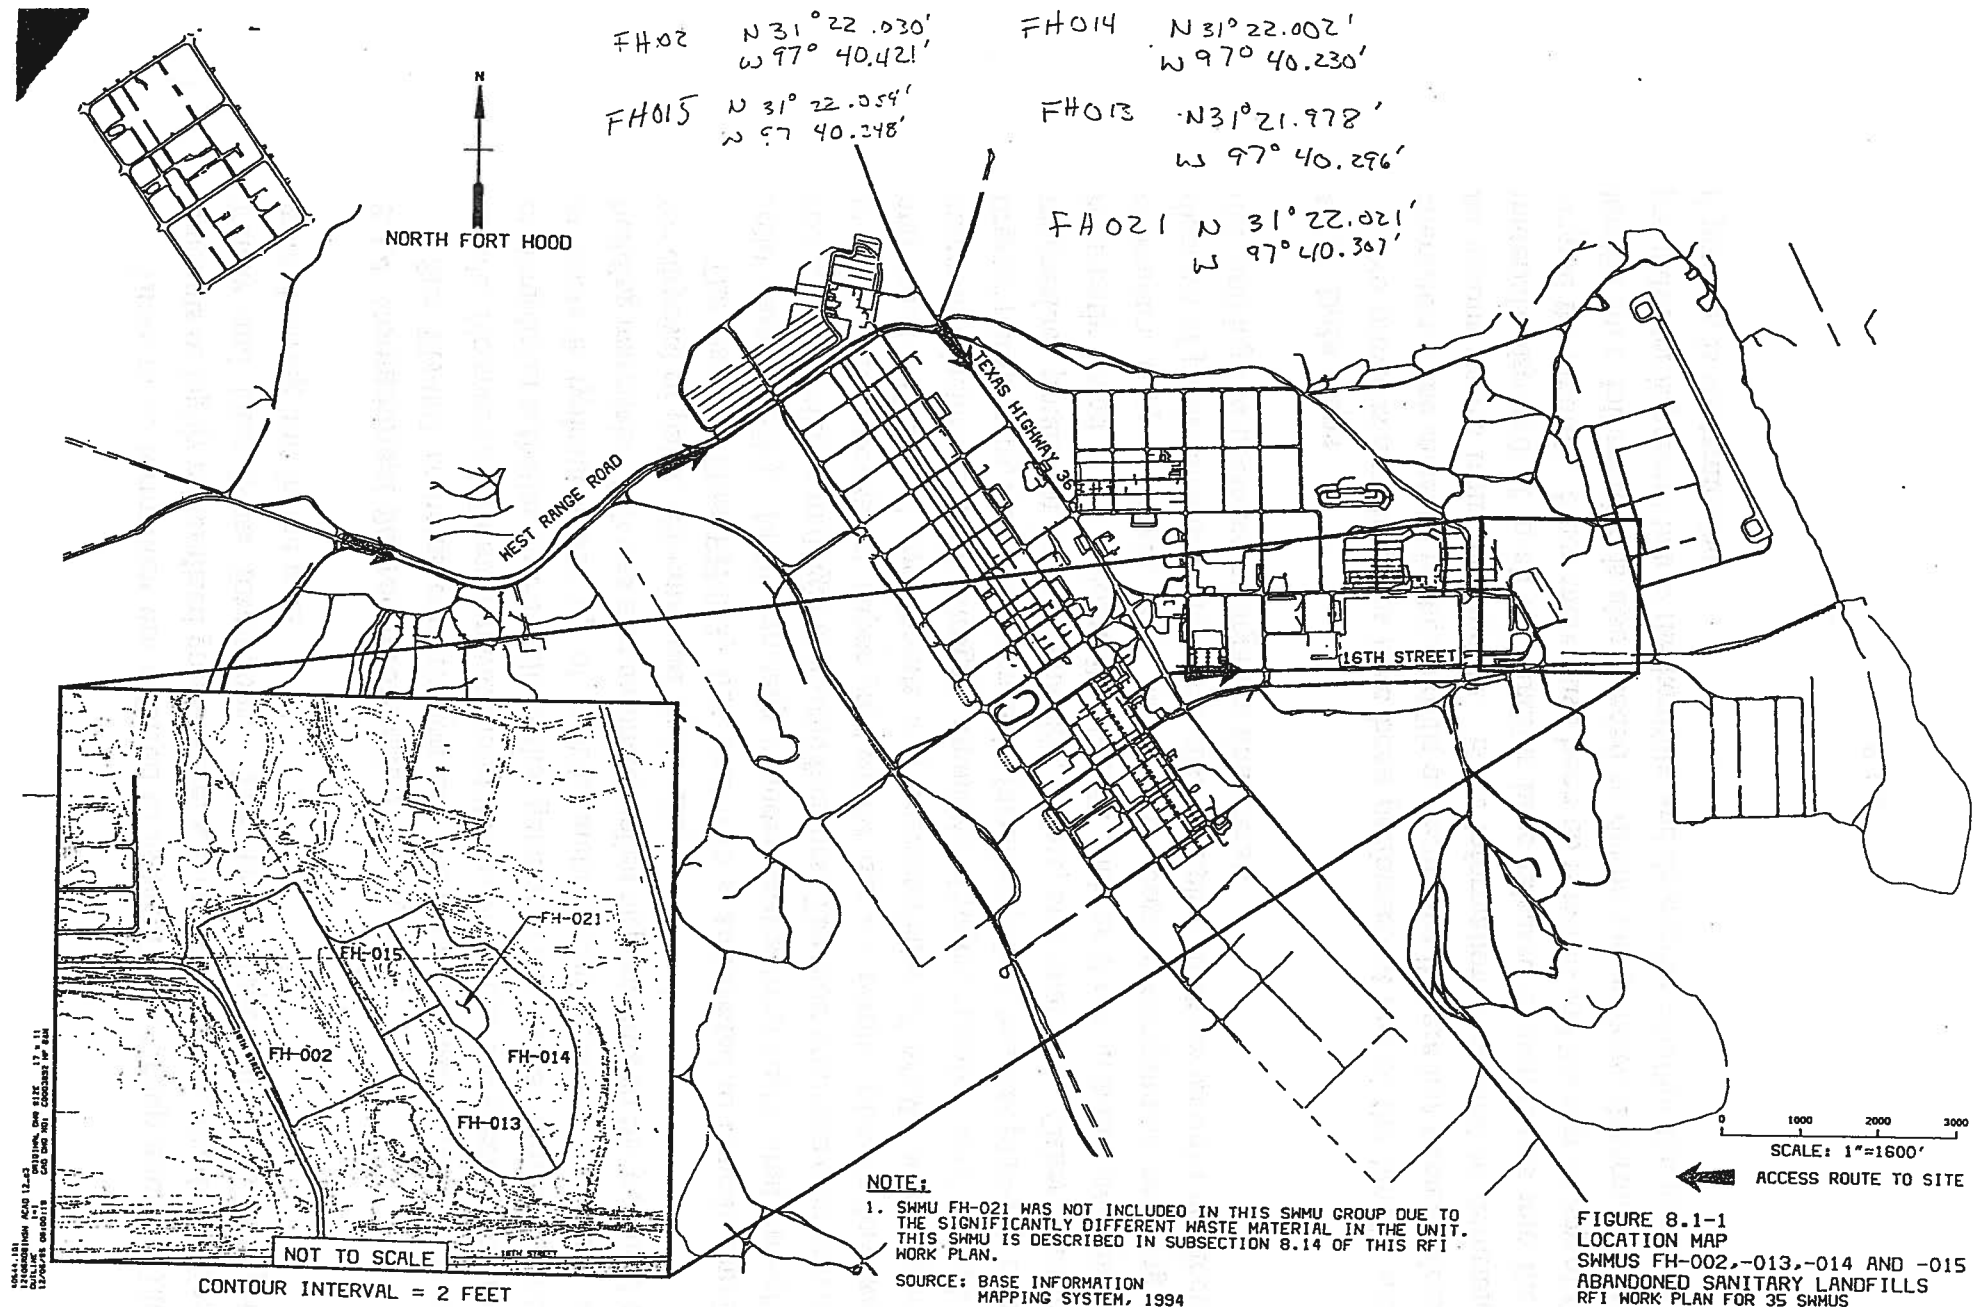 FH02 N 31° 22.030'
W 97° 40.421'
FH014 N 31° 22.002'
W 97° 40.230'
FH015 N 31° 22.054'
W 97 40.248'
FH013 N31° 21.978'
W 97° 40.296'
FH021 N 31° 22.021'
W 97° 40.307'
N
NORTH FORT HOOD
TEXAS HIGHWAY 36
WEST RANGE ROAD
16TH STREET
FH-021
FH-015
FH-002
FH-014
FH-013
18TH STREET
NOT TO SCALE
CONTOUR INTERVAL = 2 FEET
NOTE:
1. SWMU FH-021 WAS NOT INCLUDED IN THIS SWMU GROUP DUE TO
THE SIGNIFICANTLY DIFFERENT WASTE MATERIAL IN THE UNIT.
THIS SWMU IS DESCRIBED IN SUBSECTION 8.14 OF THIS RFI
WORK PLAN.
SOURCE: BASE INFORMATION
MAPPING SYSTEM, 1994
0 1000 2000 3000
SCALE: 1"=1600'
ACCESS ROUTE TO SITE
FIGURE 8.1-1
LOCATION MAP
SWMUS FH-002,-013,-014 AND -015
ABANDONED SANITARY LANDFILLS
RFI WORK PLAN FOR 35 SWMUS